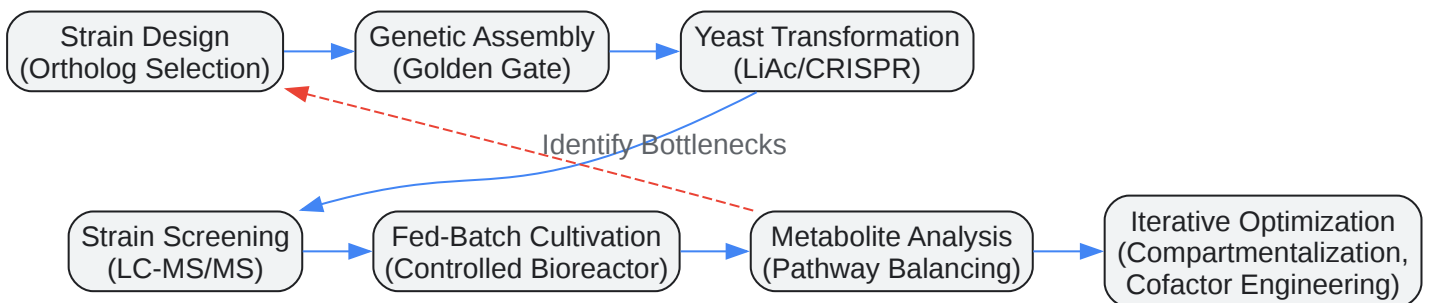 Strain Design
(Ortholog Selection)
Genetic Assembly
(Golden Gate)
Yeast Transformation
(LiAc/CRISPR)
Identify Bottlenecks
Strain Screening
(LC-MS/MS)
Fed-Batch Cultivation
(Controlled Bioreactor)
Metabolite Analysis
(Pathway Balancing)
Iterative Optimization
(Compartmentalization,
Cofactor Engineering)